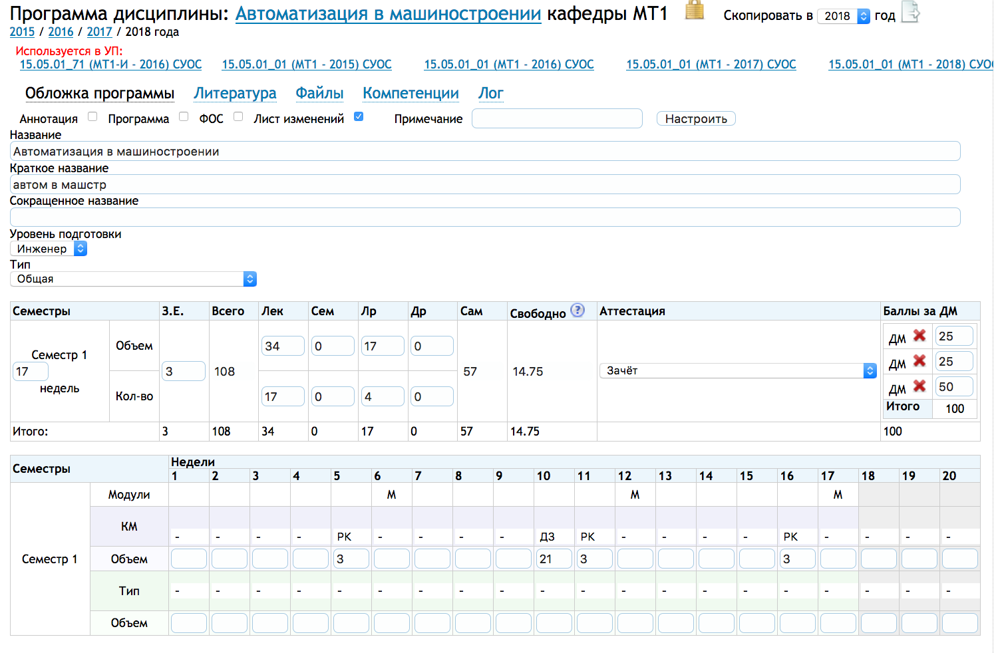 Программа дисциплины: Автоматизация в машиностроении кафедры МТ1 Скопировать в 2018 год
2015 / 2016 / 2017 / 2018 года
Используется в УП:
15.05.01_71 (МТ1-И - 2016) СУОС 15.05.01_01 (МТ1 - 2015) СУОС 15.05.01_01 (МТ1 - 2016) СУОС 15.05.01_01 (МТ1 - 2017) СУОС 15.05.01_01 (МТ1 - 2018) СУО
Обложка программы Литература Файлы Компетенции Лог
Аннотация Программа ФОС Лист изменений Примечание Настроить
Название
Автоматизация в машиностроении
Краткое название
автом в машстр
Сокращенное название
Уровень подготовки
Инженер
Тип
Общая
Семестры З.Е. Всего Лек Сем Лр Др Сам Свободно ? Аттестация Баллы за ДМ
Семестр 1 17 недель 3 108 57 14.75 Зачёт
Объем 34 0 17 0
Кол-во 17 0 4 0
ДМ 25
ДМ 25
ДМ 50
Итого 100
Итого: 3 108 34 0 17 0 57 14.75 100
Семестры Недели
1 2 3 4 5 6 7 8 9 10 11 12 13 14 15 16 17 18 19 20
Семестр 1
Модули М М М
КМ - - - - РК - - - - ДЗ РК - - - - РК - - - -
Объем 3 21 3 3
Тип - - - - - - - - - - - - - - - - - - - -
Объем